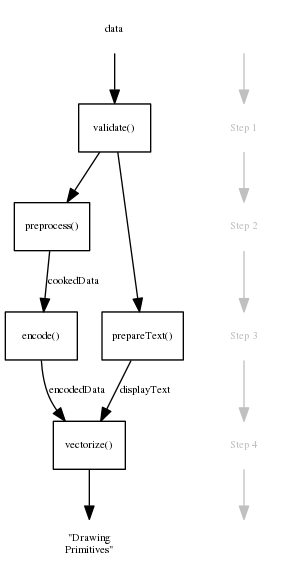 data
validate()
Step 1
preprocess()
Step 2
cookedData
encode()
prepareText()
Step 3
encodedData
displayText
vectorize()
Step 4
"Drawing
Primitives"